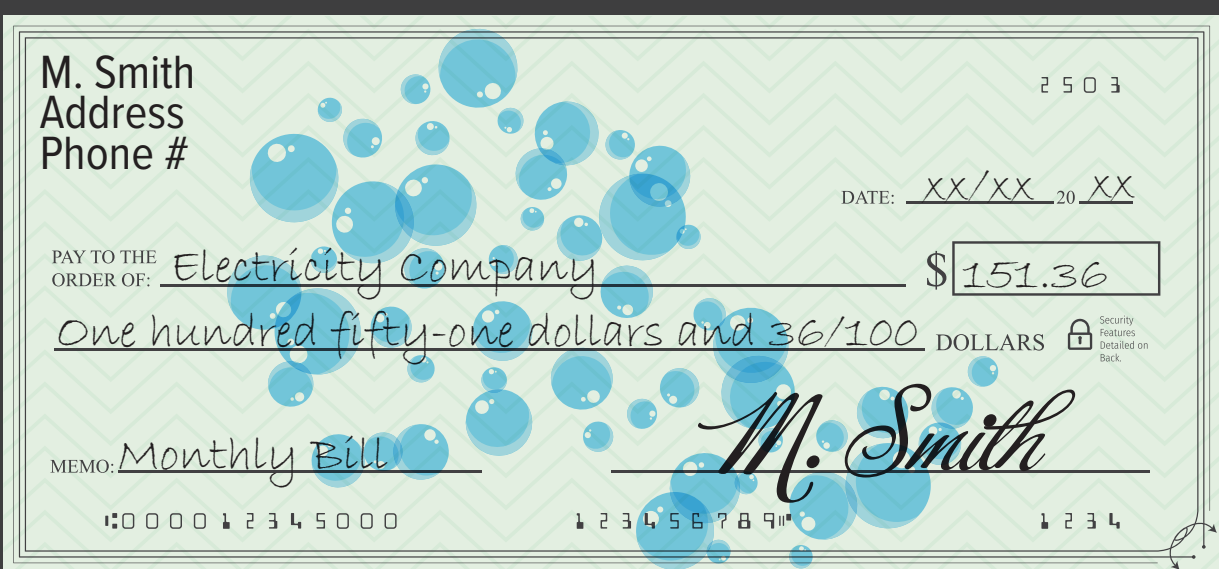 M. Smith
Address
Phone #
2503
DATE: XX/XX 20 XX
PAY TO THE
ORDER OF: Electricity Company $ 151.36
One hundred fifty-one dollars and 36/100 DOLLARS
Security
Features
Detailed on
Back.
MEMO: Monthly Bill M. Smith
⑆000012345000 123456789⑈ 1234